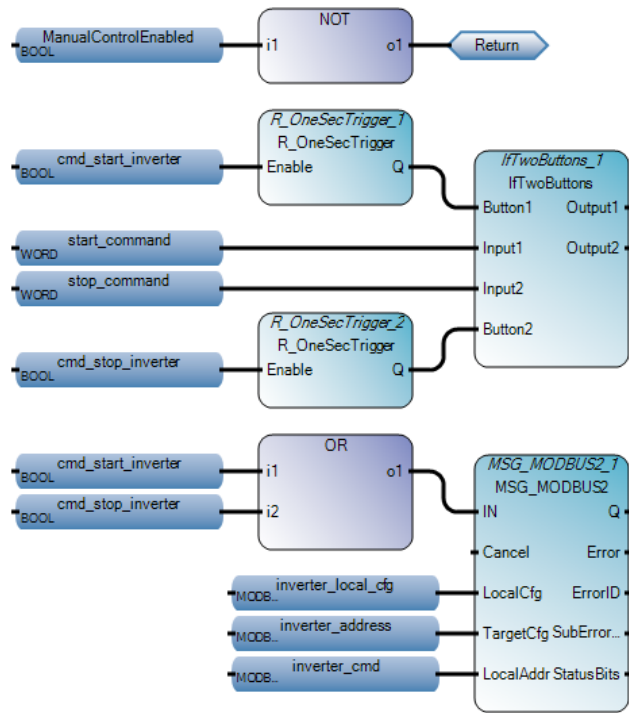 NOT
ManualControlEnabled
BOOL
i1 o1
Return
R_OneSecTrigger_1
R_OneSecTrigger
cmd_start_inverter
BOOL
Enable Q
IfTwoButtons_1
IfTwoButtons
Button1 Output1
start_command
WORD
Input1 Output2
stop_command
WORD
Input2
R_OneSecTrigger_2
R_OneSecTrigger
Button2
cmd_stop_inverter
BOOL
Enable Q
OR
cmd_start_inverter
BOOL
i1 o1
cmd_stop_inverter
BOOL
i2
MSG_MODBUS2_1
MSG_MODBUS2
IN Q
Cancel Error
inverter_local_cfg
MODB...
LocalCfg ErrorID
inverter_address
MODB...
TargetCfg SubError...
inverter_cmd
MODB...
LocalAddr StatusBits